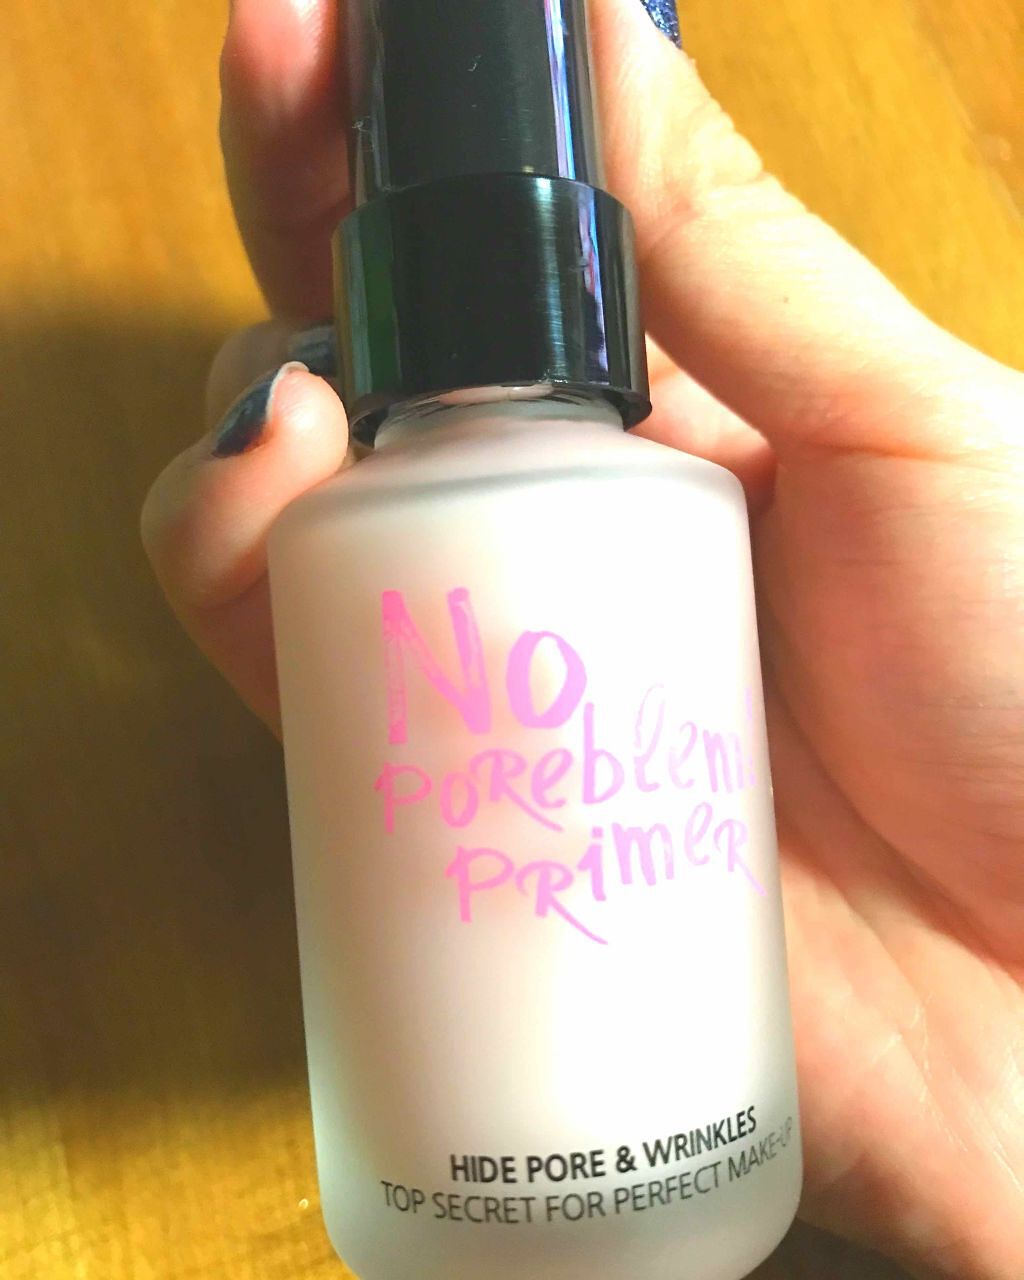 No
Poreblem!
PRimeR
HIDE PORE & WRINKLES
TOP SECRET FOR PERFECT MAKE-UP